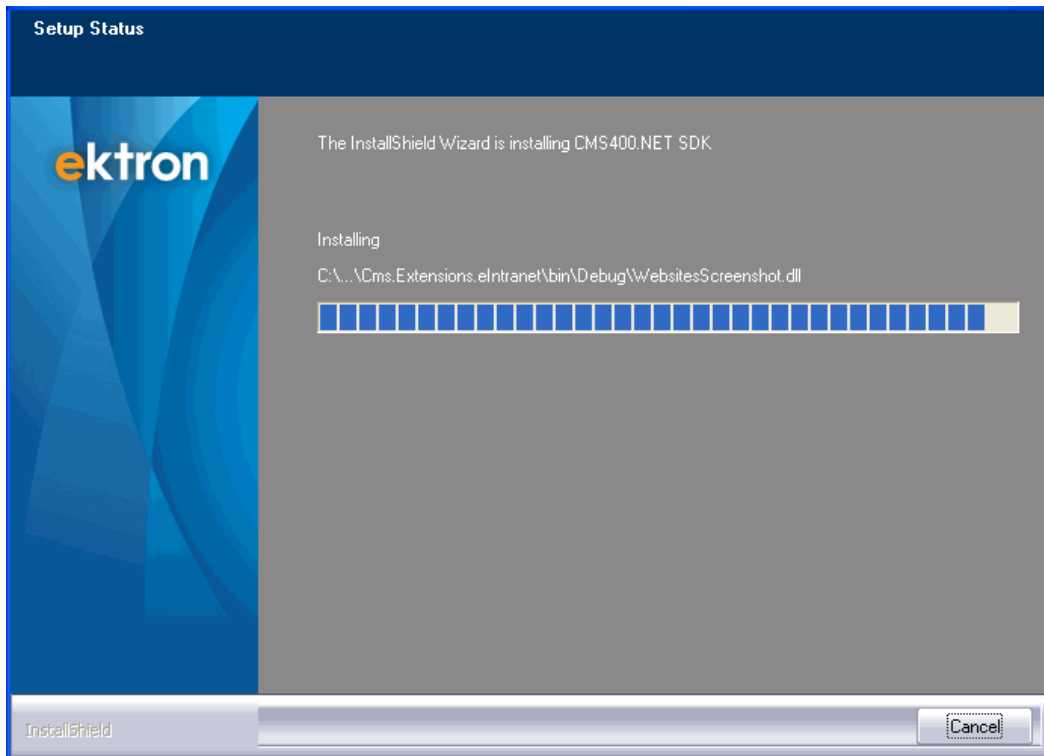 Setup Status
ektron
The InstallShield Wizard is installing CMS400.NET SDK
Installing
C:\...\Cms.Extensions.eIntranet\bin\Debug\WebsitesScreenshot.dll
InstallShield
Cancel